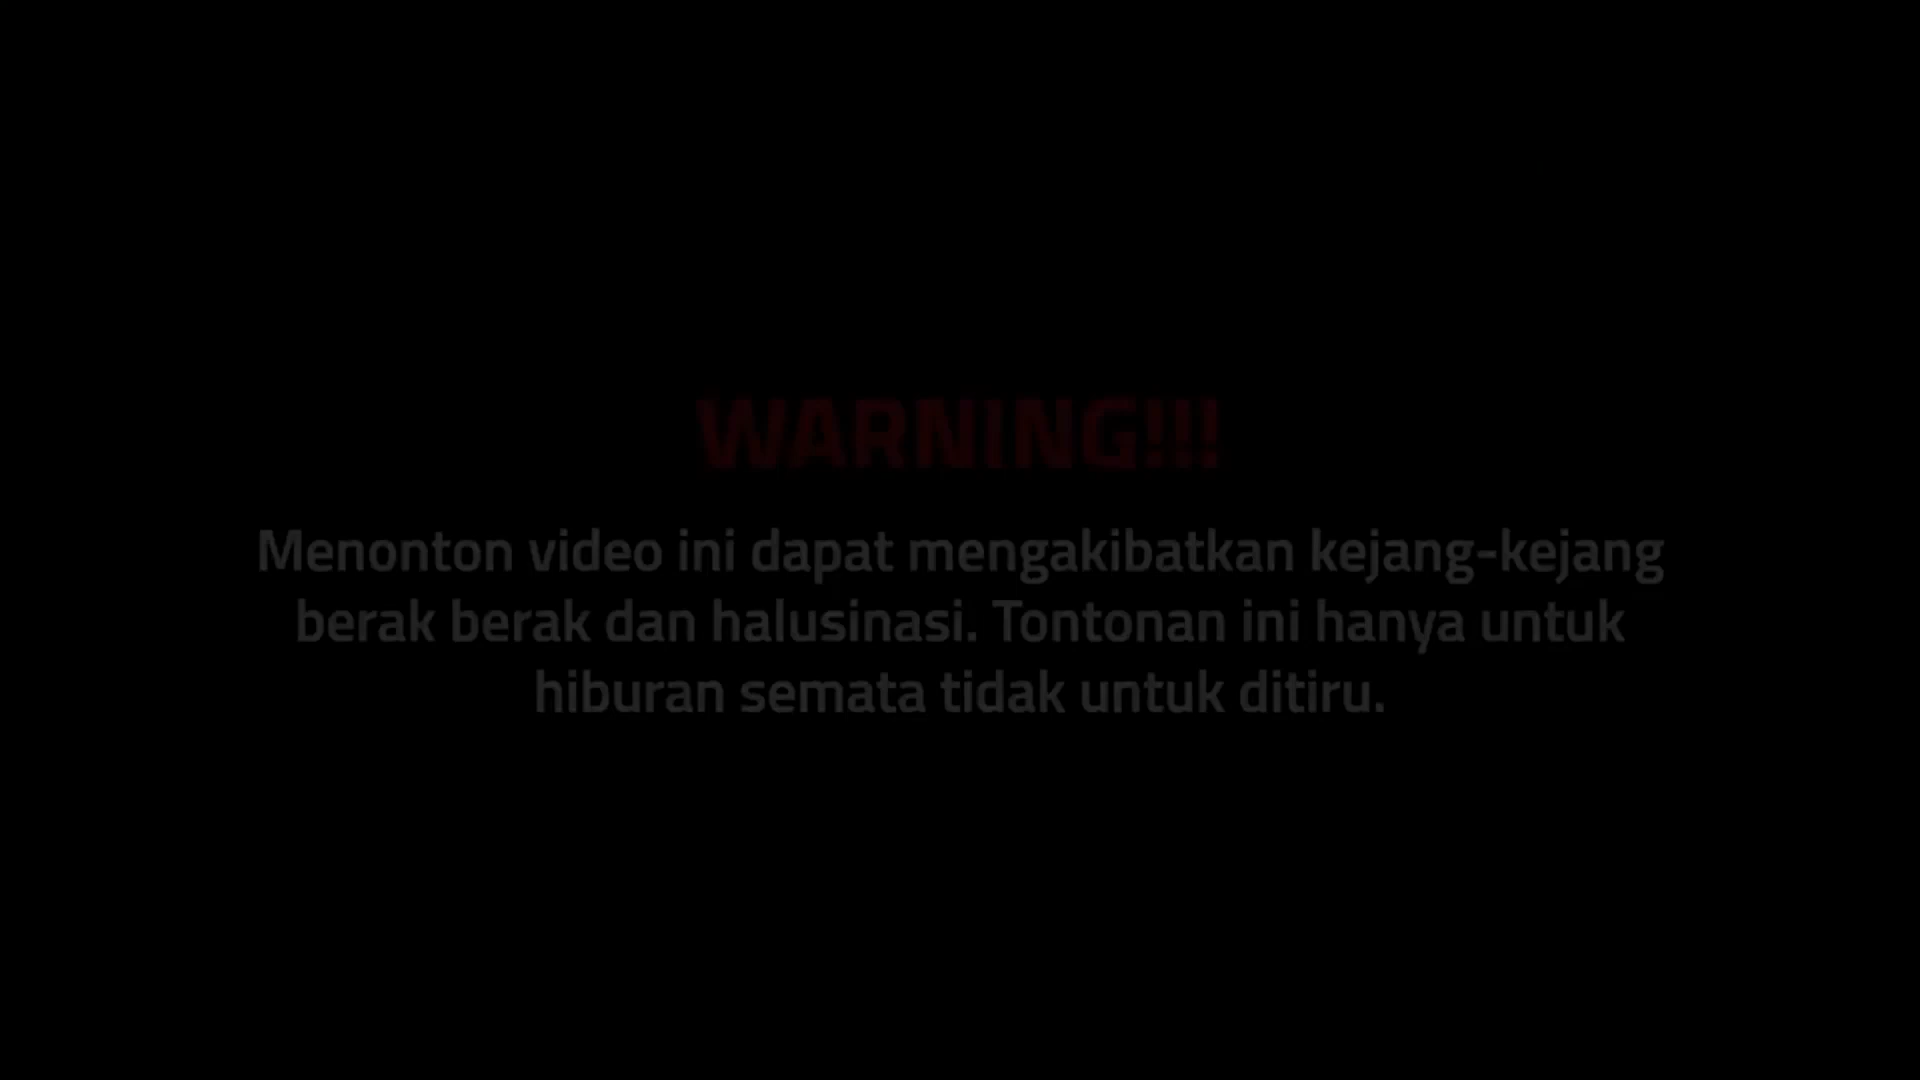 WARNING!!!
Menonton video ini dapat mengakibatkan kejang-kejang
berak berak dan halusinasi. Tontonan ini hanya untuk
hiburan semata tidak untuk ditiru.